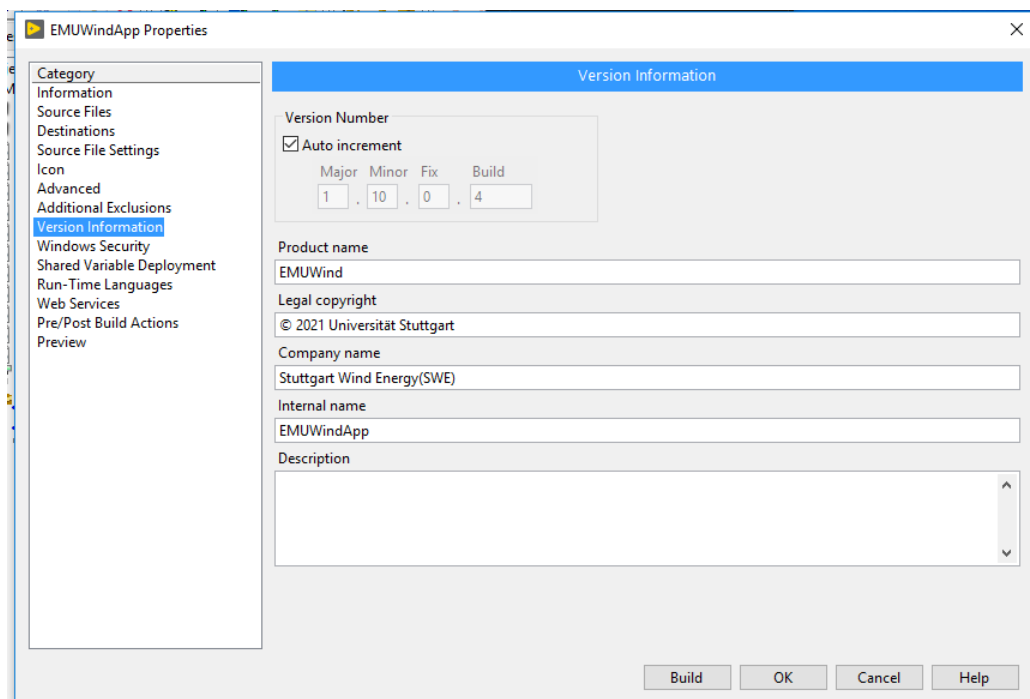 EMUWindApp Properties
Category
Information
Source Files
Destinations
Source File Settings
Icon
Advanced
Additional Exclusions
Version Information
Windows Security
Shared Variable Deployment
Run-Time Languages
Web Services
Pre/Post Build Actions
Preview
Version Information
Version Number
Auto increment
Major Minor Fix Build
1 . 10 . 0 . 4
Product name
EMUWind
Legal copyright
© 2021 Universität Stuttgart
Company name
Stuttgart Wind Energy(SWE)
Internal name
EMUWindApp
Description
Build OK Cancel Help